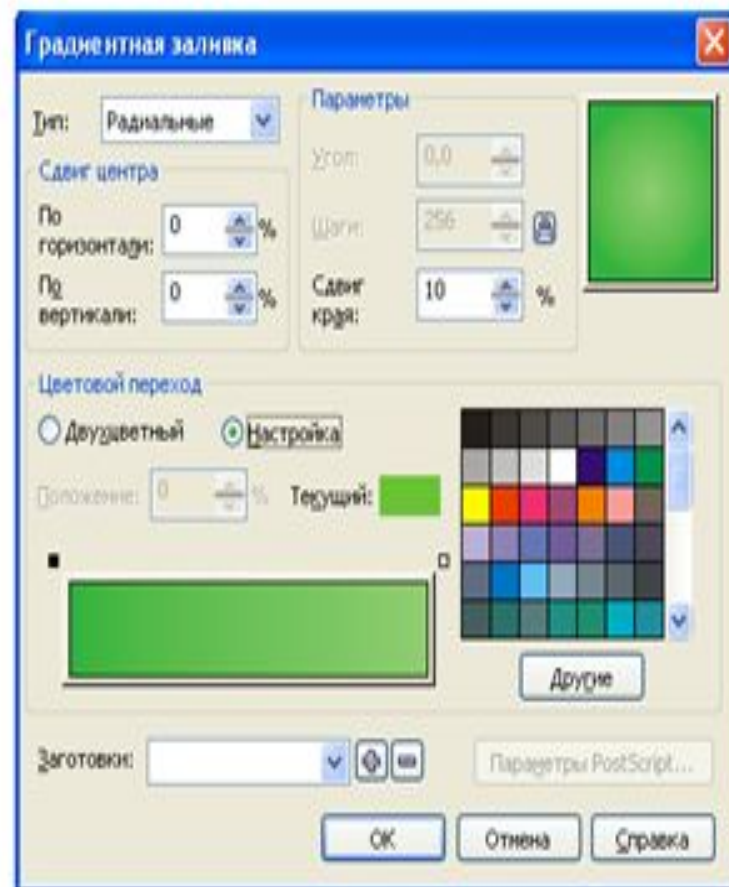 Градиентная заливка
Тип: Радиальные
Сдвиг центра
По
горизонтали: 0 %
По
вертикали: 0 %
Параметры
Угол: 0,0
Шаги: 256
Сдвиг
края: 10 %
Цветовой переход
Двухцветный Настройка
Положение: 0 % Текущий:
Другие
Заготовки:
Параметры PostScript...
OK Отмена Справка